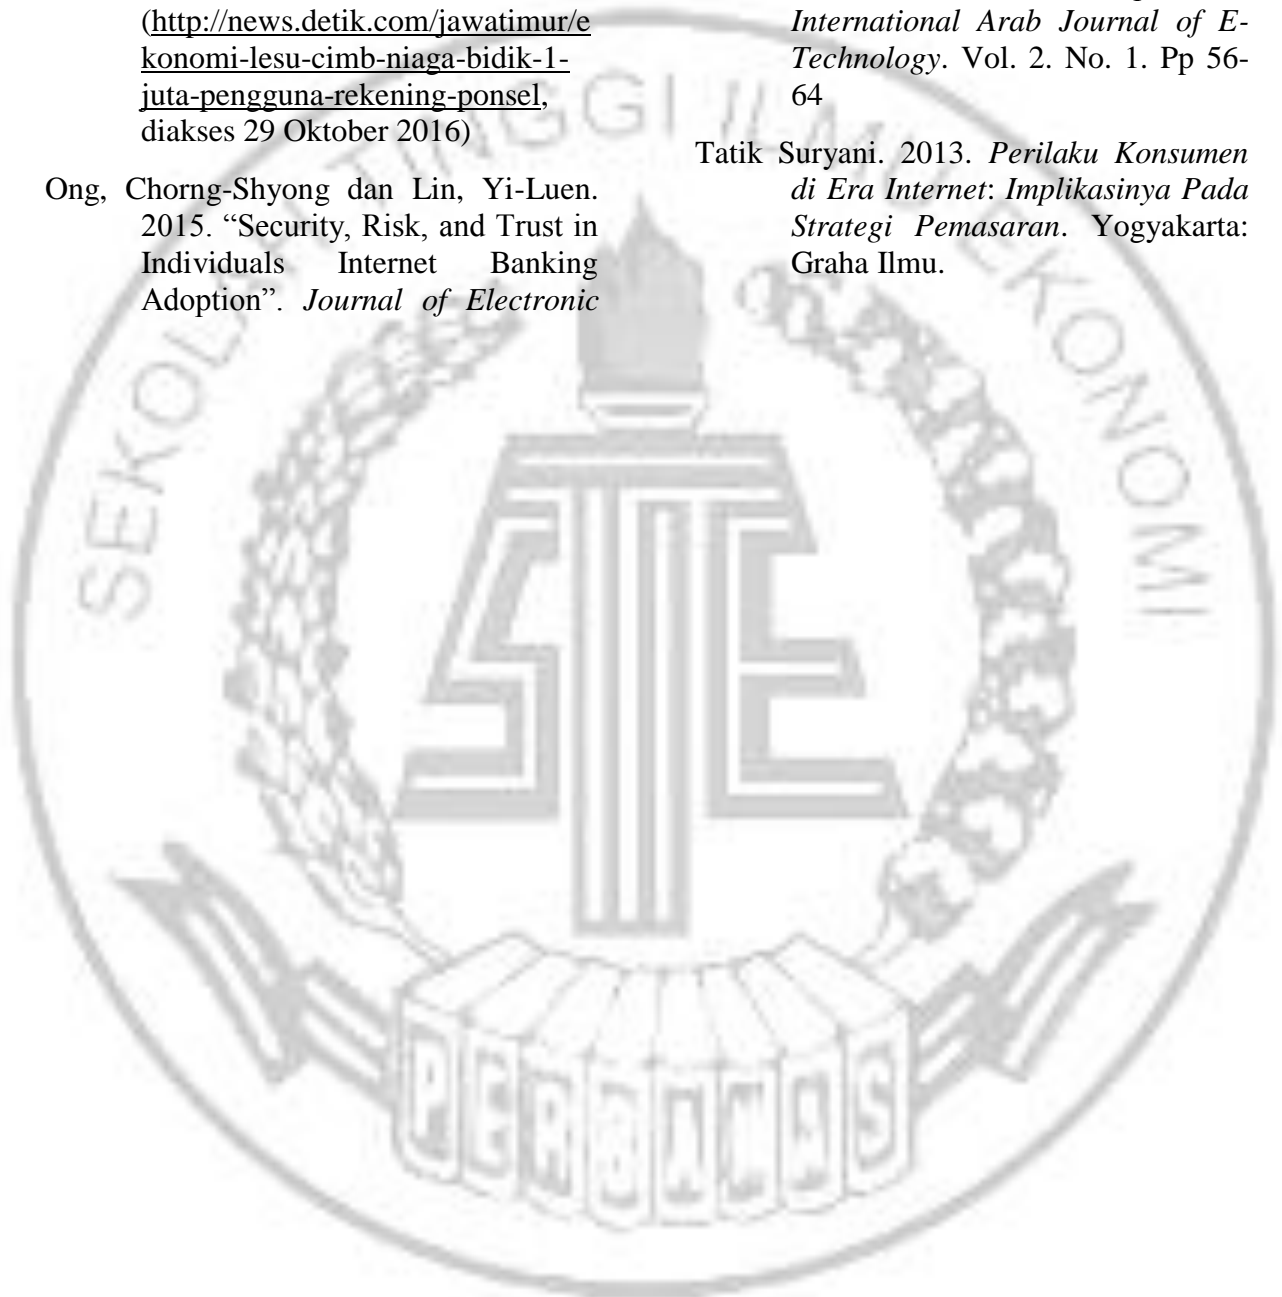 (http://news.detik.com/jawatimur/e
konomi-lesu-cimb-niaga-bidik-1-
juta-pengguna-rekening-ponsel,
diakses 29 Oktober 2016)
Ong, Chorng-Shyong dan Lin, Yi-Luen.
2015. “Security, Risk, and Trust in
Individuals Internet Banking
Adoption”. Journal of Electronic
International Arab Journal of E-
Technology. Vol. 2. No. 1. Pp 56-
64
Tatik Suryani. 2013. Perilaku Konsumen
di Era Internet: Implikasinya Pada
Strategi Pemasaran. Yogyakarta:
Graha Ilmu.
SEKOLAH TINGGI ILMU EKONOMI
STIE
PERBANAS